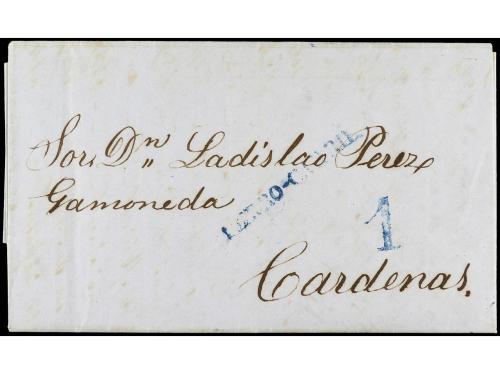 Sor, Dn,, Ladislao Perez
Gamoneda
1
Cardenas.